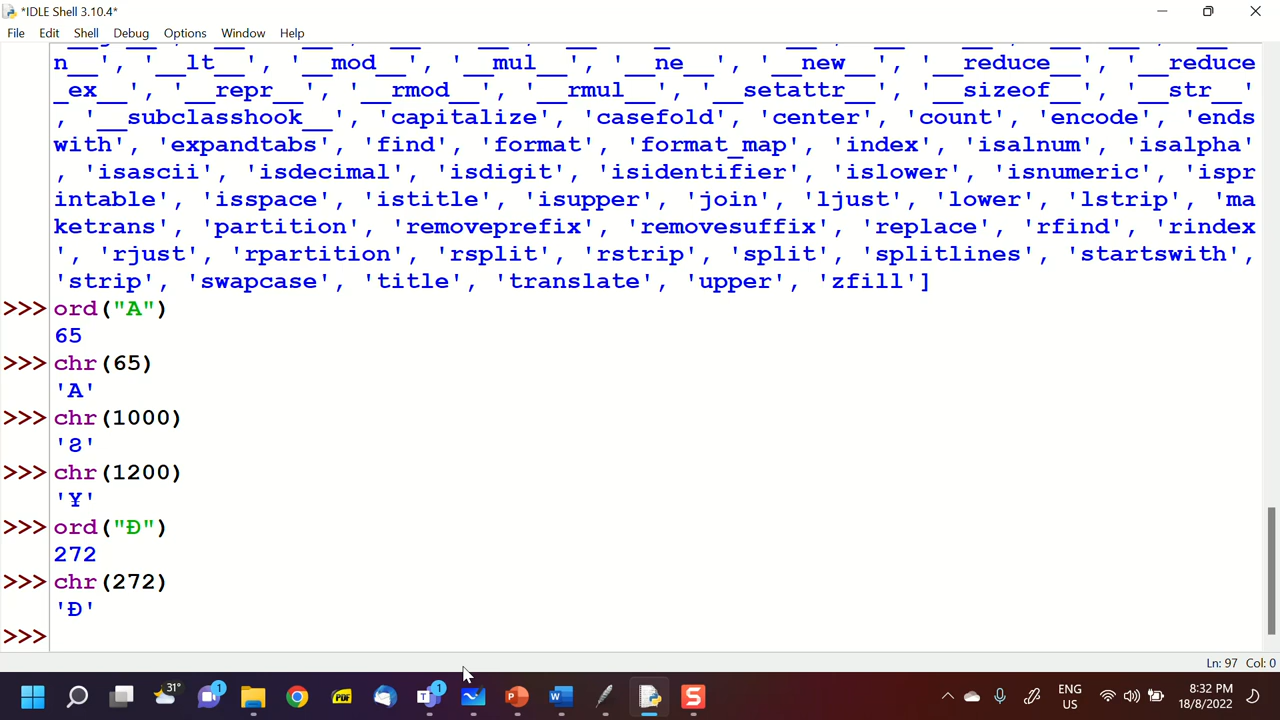 *IDLE Shell 3.10.4*
File Edit Shell Debug Options Window Help
n__', '__lt__', '__mod__', '__mul__', '__ne__', '__new__', '__reduce__', '__reduce
_ex__', '__repr__', '__rmod__', '__rmul__', '__setattr__', '__sizeof__', '__str__'
, '__subclasshook__', 'capitalize', 'casefold', 'center', 'count', 'encode', 'ends
with', 'expandtabs', 'find', 'format', 'format_map', 'index', 'isalnum', 'isalpha'
, 'isascii', 'isdecimal', 'isdigit', 'isidentifier', 'islower', 'isnumeric', 'ispr
intable', 'isspace', 'istitle', 'isupper', 'join', 'ljust', 'lower', 'lstrip', 'ma
ketrans', 'partition', 'removeprefix', 'removesuffix', 'replace', 'rfind', 'rindex
', 'rjust', 'rpartition', 'rsplit', 'rstrip', 'split', 'splitlines', 'startswith',
'strip', 'swapcase', 'title', 'translate', 'upper', 'zfill']
>>> ord("A")
65
>>> chr(65)
'A'
>>> chr(1000)
'Ϩ'
>>> chr(1200)
'Ұ'
>>> ord("Đ")
272
>>> chr(272)
'Đ'
>>>
Ln: 97 Col: 0
31° 1 PDF 1 S ENG 8:32 PM
US 18/8/2022